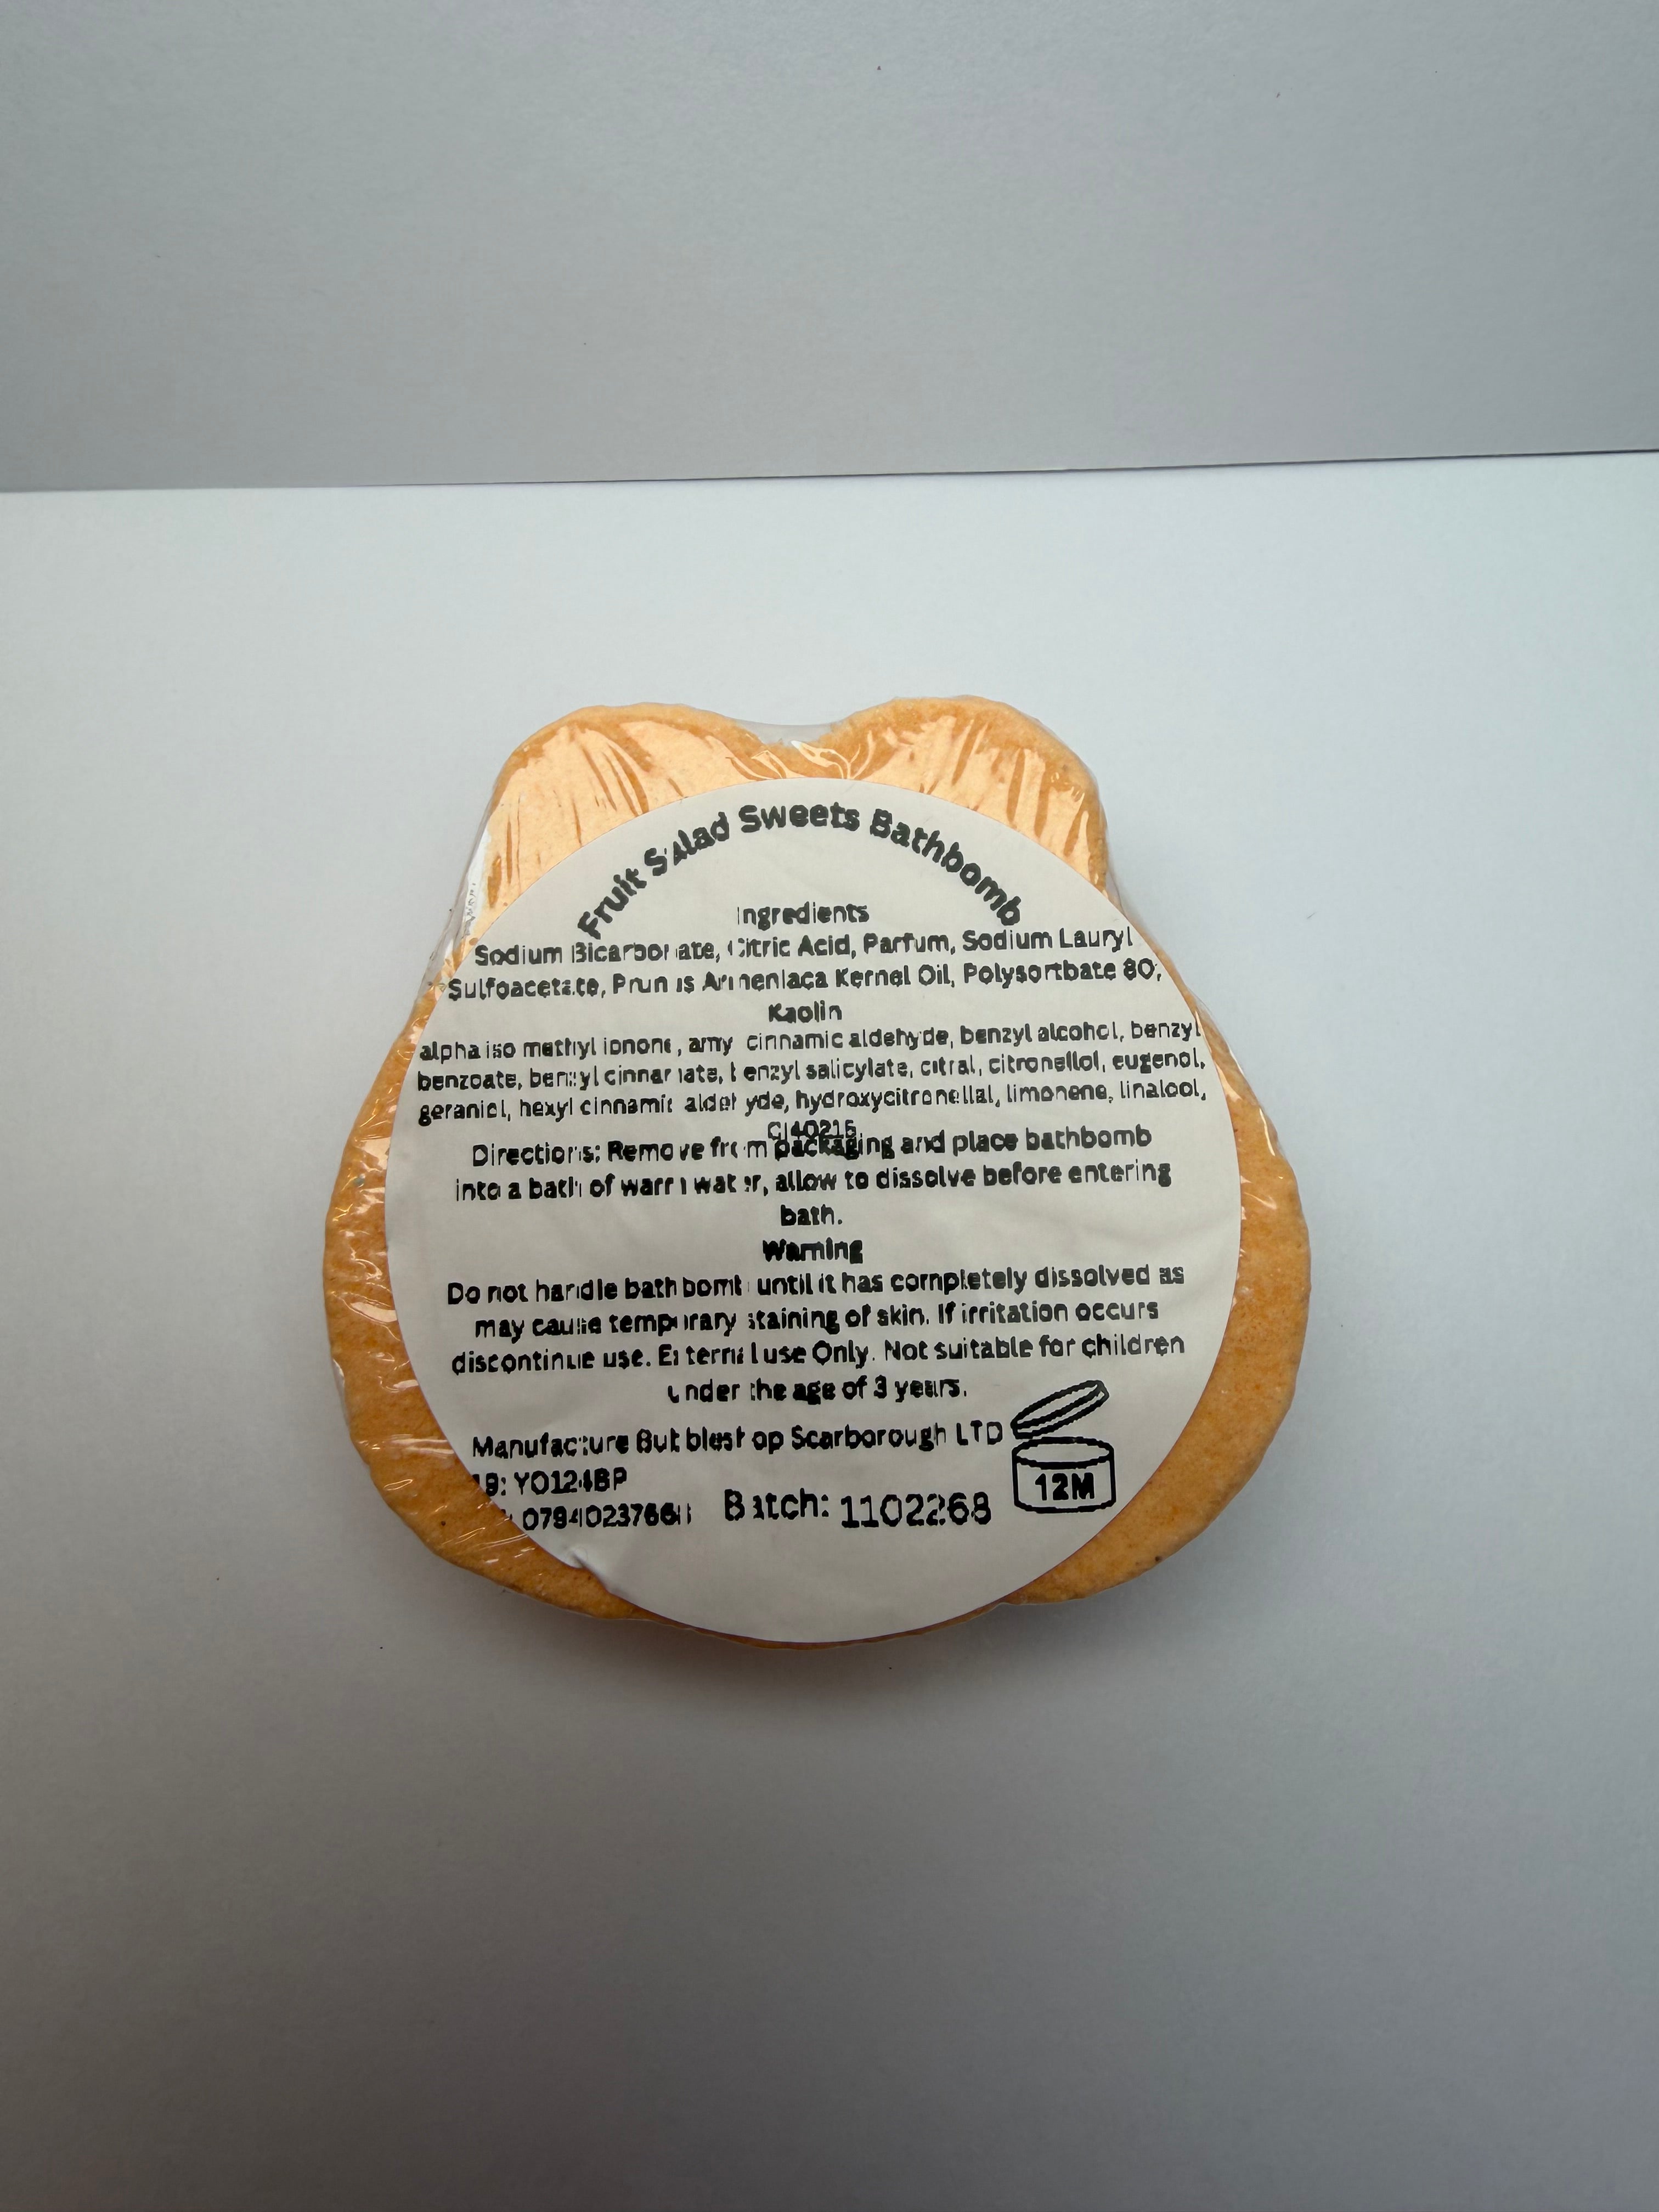 Fruit Salad Sweets Bathbomb
Ingredients
Sodium Bicarbonate, Citric Acid, Parfum, Sodium Lauryl
Sulfoacetate, Prunus Armeniaca Kernel Oil, Polysortbate 80,
Kaolin
alpha iso methyl ionone, amy cinnamic aldehyde, benzyl alcohol, benzyl
benzoate, benzyl cinnamate, benzyl salicylate, citral, citronellol, eugenol,
geraniol, hexyl cinnamic aldehyde, hydroxycitronellal, limonene, linalool,
CI40215
Directions: Remove from packaging and place bathbomb
into a bath of warm water, allow to dissolve before entering
bath.
Warning
Do not handle bath bomb until it has completely dissolved as
may cause temporary staining of skin. If irritation occurs
discontinue use. External use Only. Not suitable for children
under the age of 3 years.
Manufacture Bubbleshop Scarborough LTD
19: YO124BP
Batch: 1102268
12M